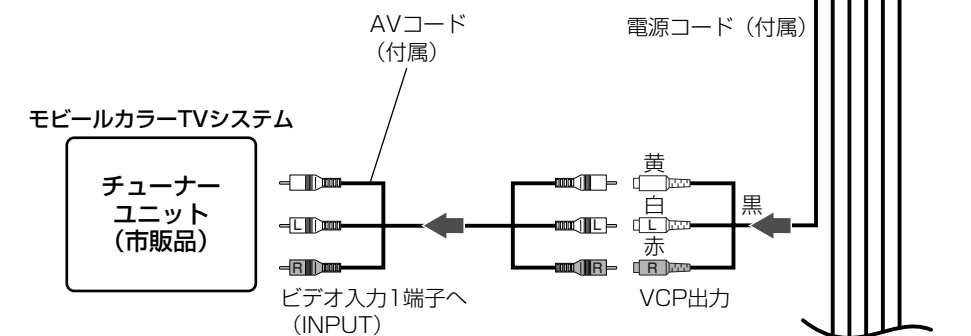 AVコード
（付属）
電源コード（付属）
モビールカラーTVシステム
チューナー
ユニット
（市販品）
黄
白
黒
赤
L
L
L
R
R
R
ビデオ入力1端子へ
（INPUT）
VCP出力